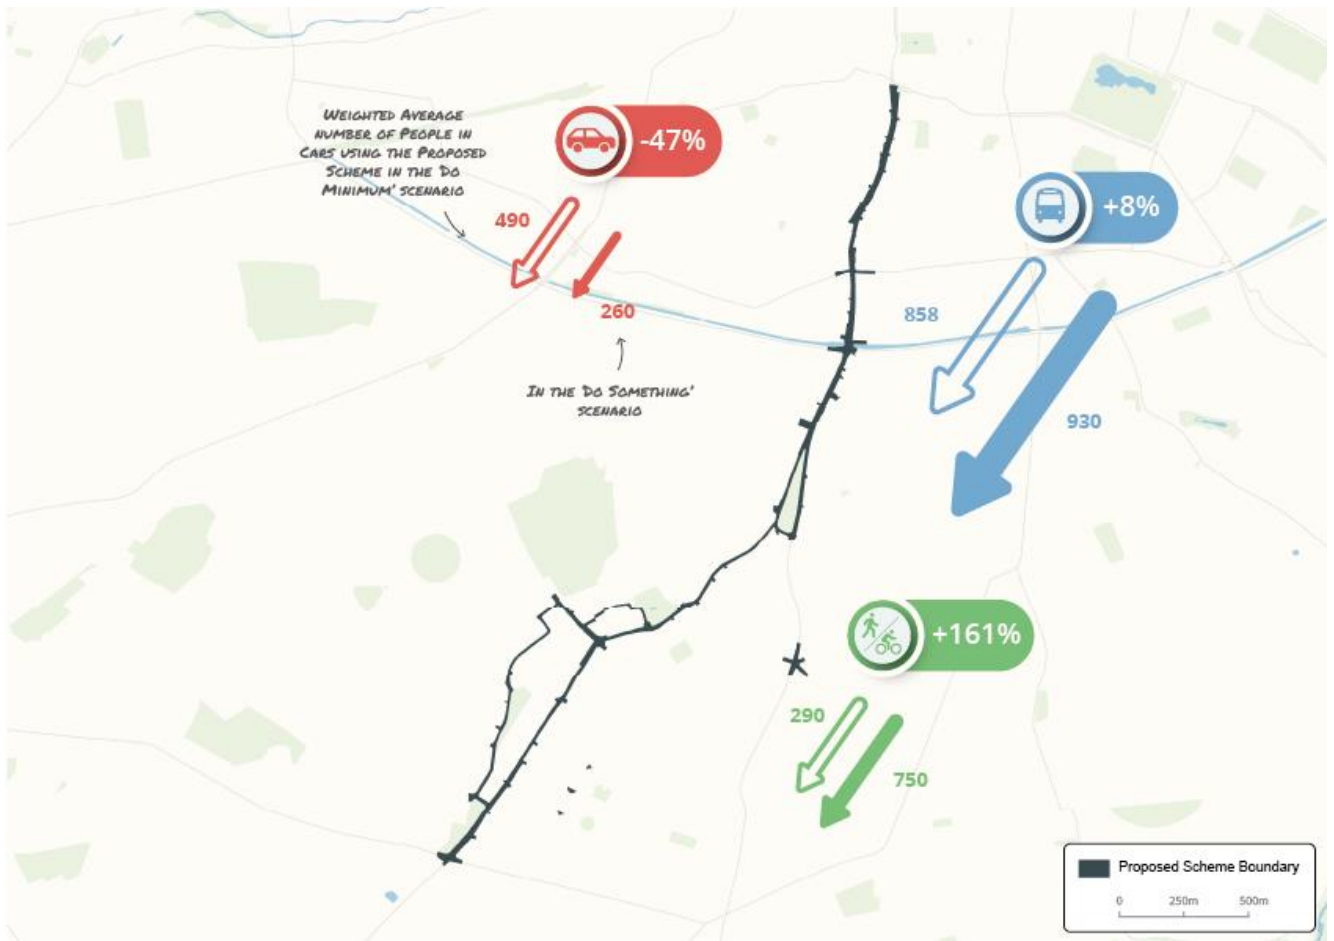 WEIGHTED AVERAGE
NUMBER OF PEOPLE IN
CARS USING THE PROPOSED
SCHEME IN THE 'DO
MINIMUM' SCENARIO
-47%
490
260
IN THE 'DO SOMETHING'
SCENARIO
+8%
858
930
+161%
290
750
Proposed Scheme Boundary
0 250m 500m